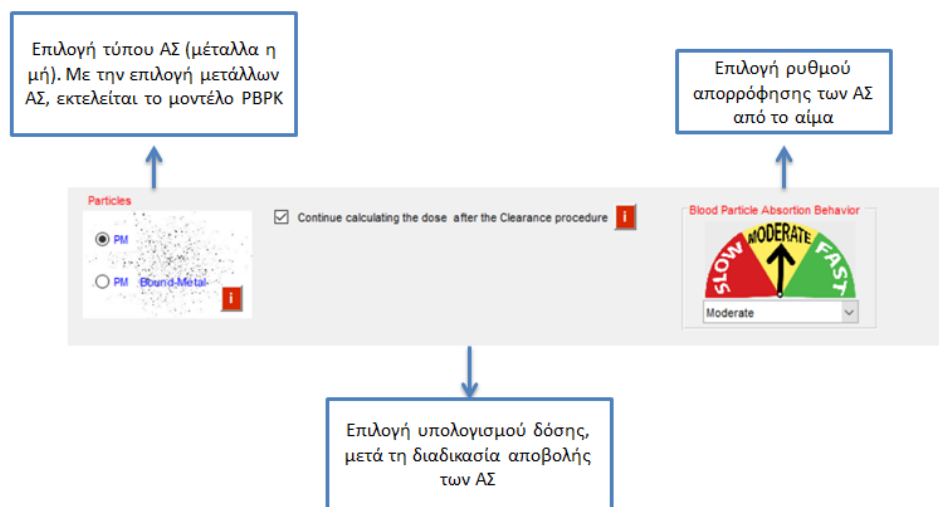 Επιλογή τύπου ΑΣ (μέταλλα η
μή). Με την επιλογή μετάλλων
ΑΣ, εκτελείται το μοντέλο PBPK
Επιλογή ρυθμού
απορρόφησης των ΑΣ
από το αίμα
Particles
PM
PM Bound-Metal
i
Continue calculating the dose after the Clearance procedure i
Blood Particle Absortion Behavior
SLOW MODERATE FAST
Moderate
Επιλογή υπολογισμού δόσης,
μετά τη διαδικασία αποβολής
των ΑΣ